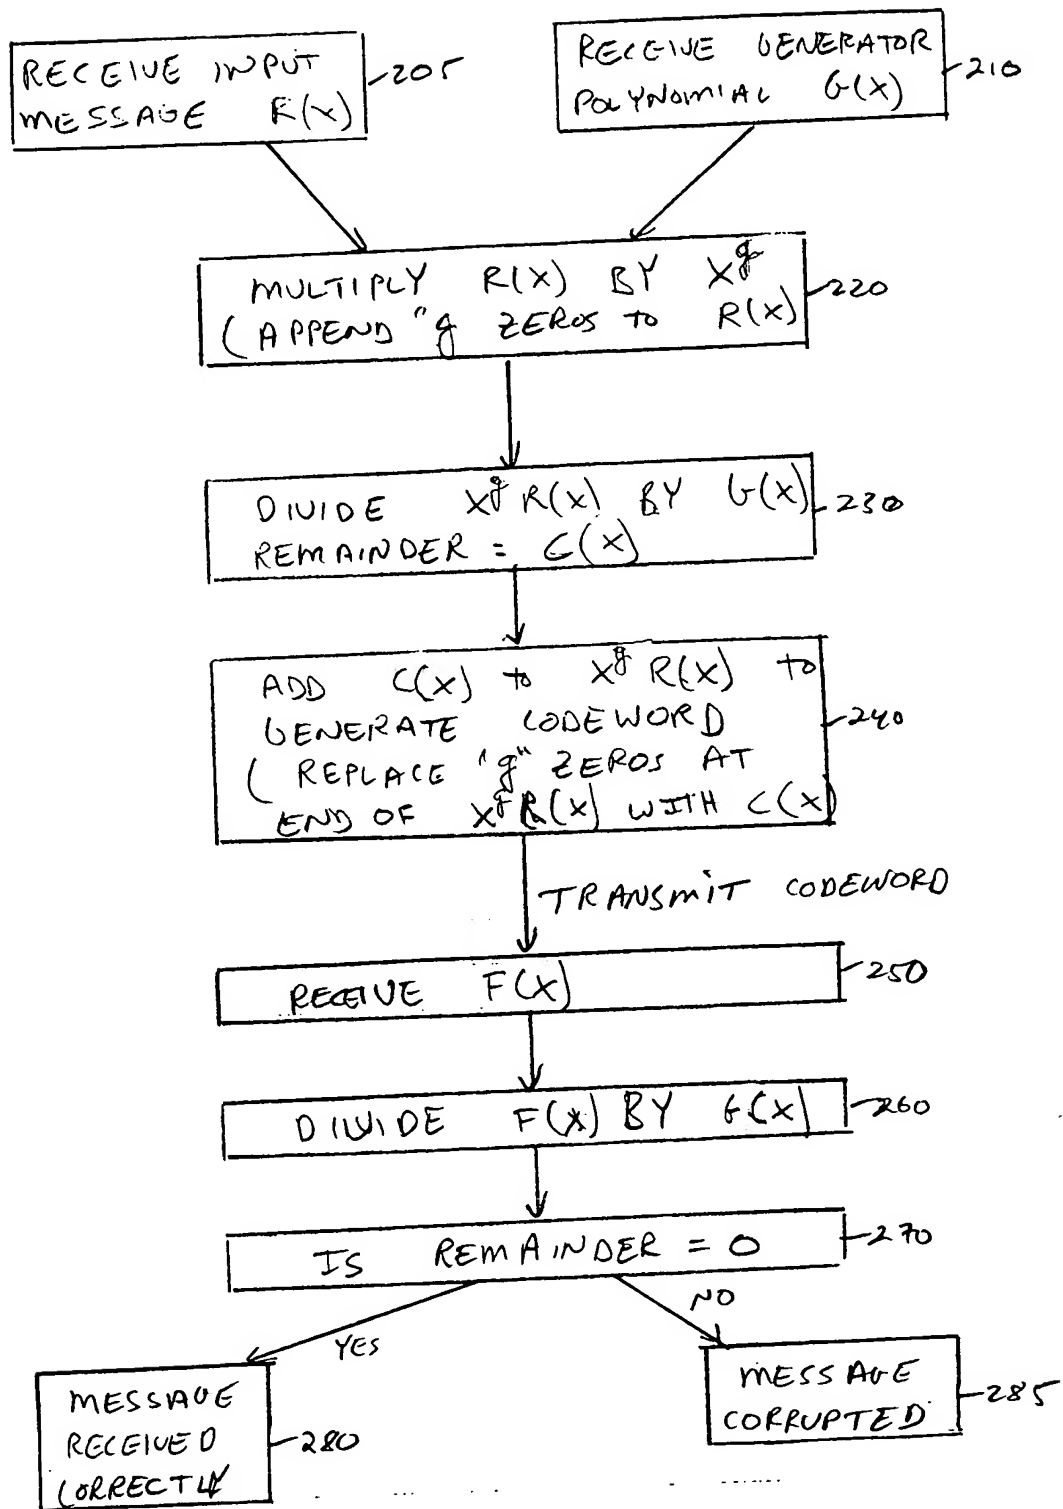 RECEIVE INPUT
MESSAGE R(X)
205
RECEIVE GENERATOR
POLYNOMIAL G(X)
210
MULTIPLY R(X) BY X^g
(APPEND "g ZEROS to R(X)
220
DIVIDE X^g R(X) BY G(X)
REMAINDER = C(X)
230
ADD C(X) to X^g R(X) to
GENERATE CODEWORD
( REPLACE "g" ZEROS AT
END OF X^g R(X) WITH C(X)
240
TRANSMIT CODEWORD
RECEIVE F(X)
250
DIVIDE F(X) BY G(X)
260
IS REMAINDER = 0
270
YES
NO
MESSAGE
RECEIVED
CORRECTLY
280
MESSAGE
CORRUPTED
285